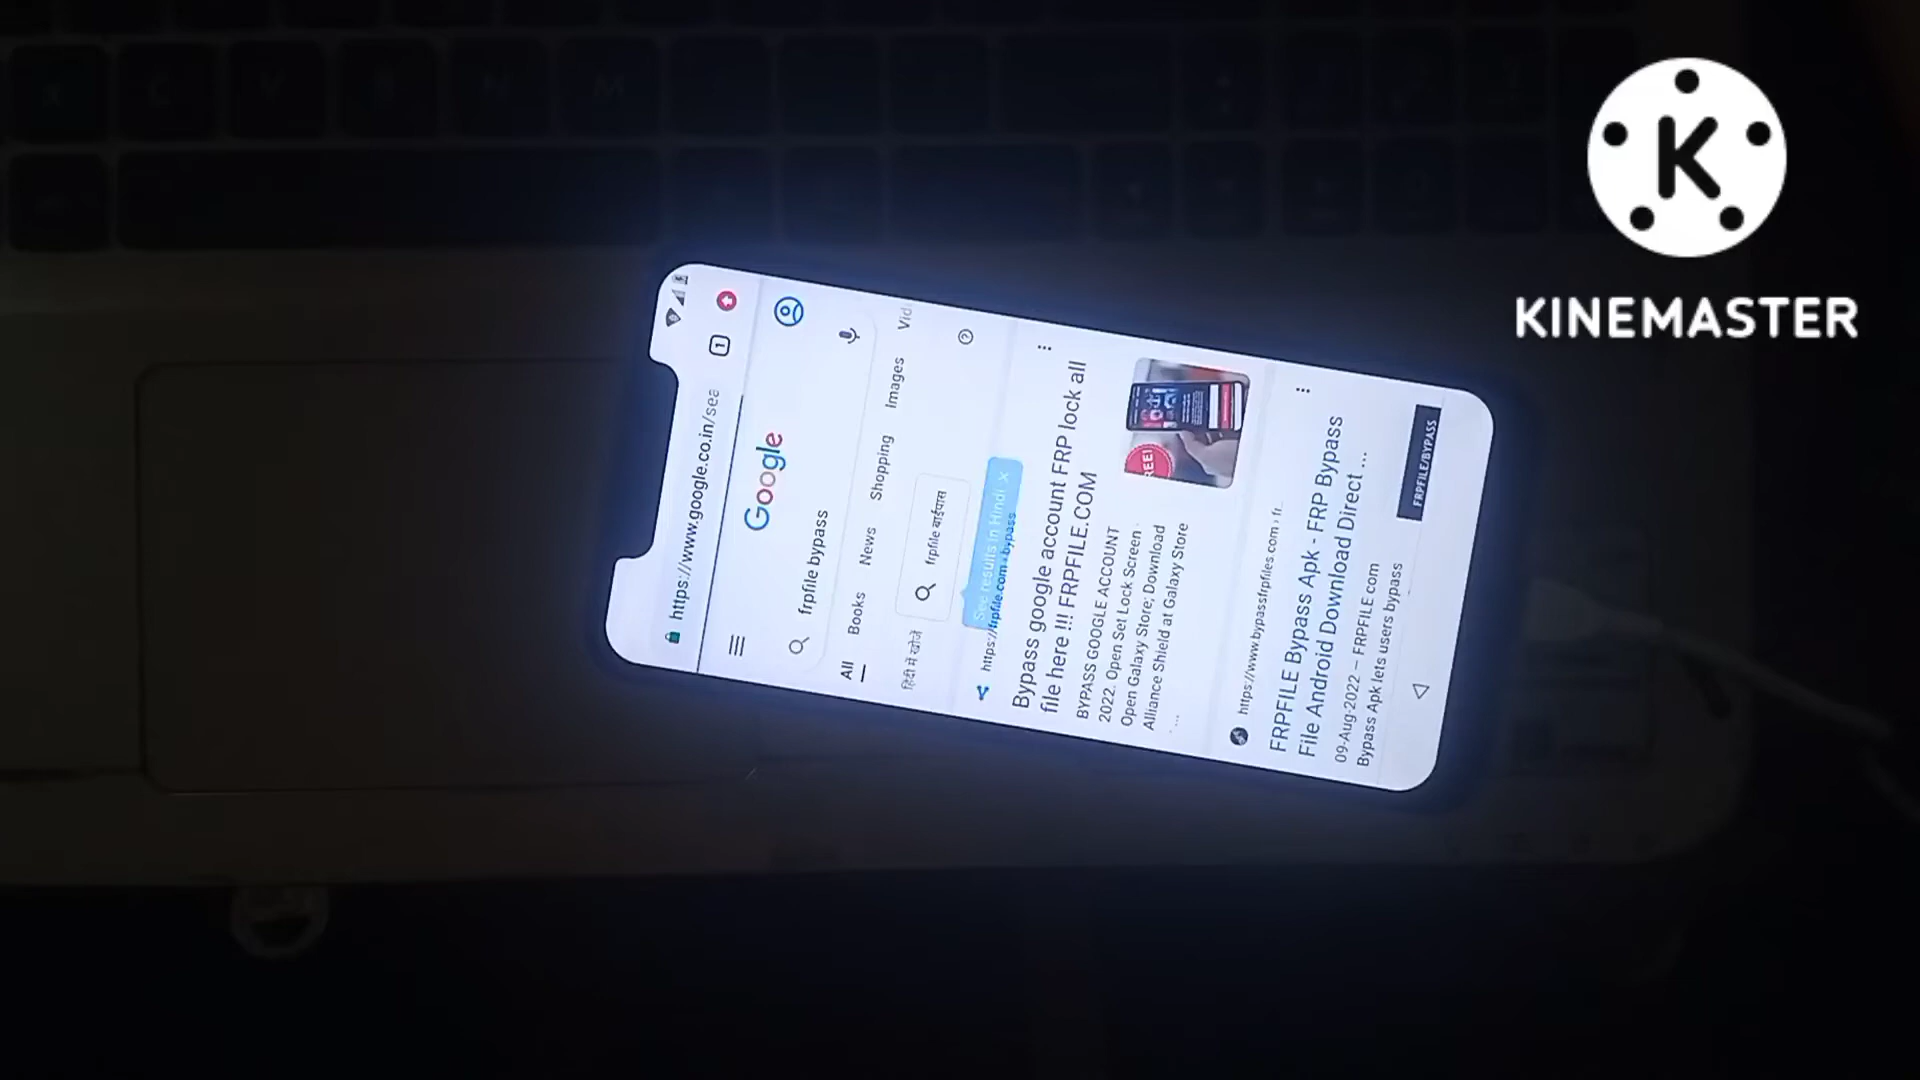 https://www.google.co.in/sea
1
Google
frpfile bypass
All Books News Shopping Images Vid
हिंदी में खोजें
frpfile बाईपास
See results in Hindi X
https://frpfile.com › bypass
Bypass google account FRP lock all
file here !!! FRPFILE.COM
BYPASS GOOGLE ACCOUNT
2022. Open Set Lock Screen ·
Open Galaxy Store; Download
Alliance Shield at Galaxy Store
...
REE!
https://www.bypassfrpfiles.com › fr...
FRPFILE Bypass Apk - FRP Bypass
File Android Download Direct ...
09-Aug-2022 — FRPFILE.com
Bypass Apk lets users bypass
FRPFILE/BYPASS
K
KINEMASTER